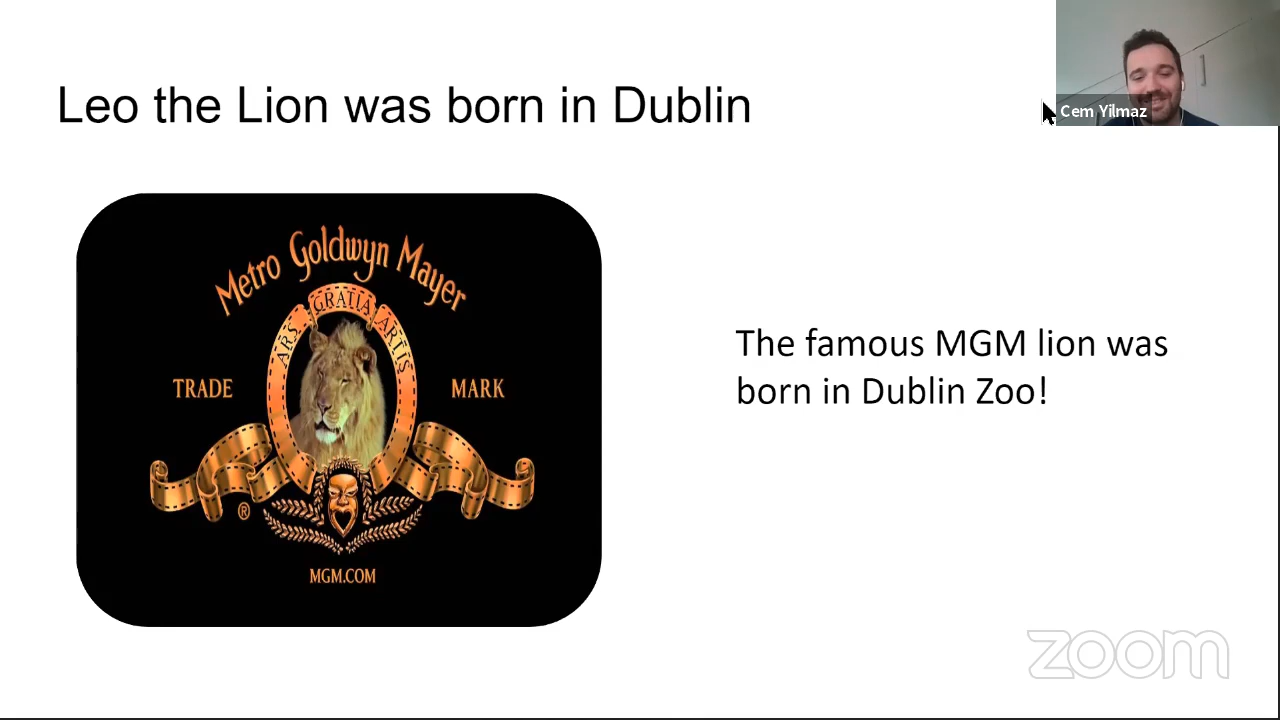 Leo the Lion was born in Dublin
Cem Yilmaz
Metro Goldwyn Mayer
ARS GRATIA ARTIS
TRADE MARK
®
MGM.COM
The famous MGM lion was
born in Dublin Zoo!
zoom